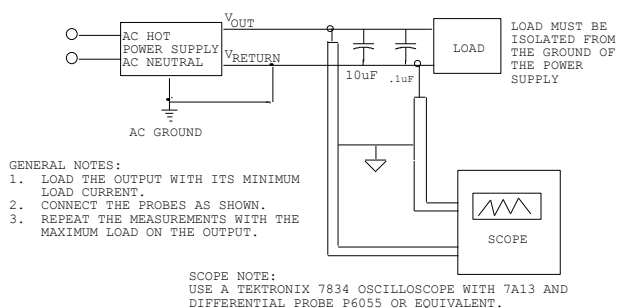 VOUT
AC HOT
POWER SUPPLY
AC NEUTRAL
VRETURN
10uF
.1uF
LOAD
LOAD MUST BE
ISOLATED FROM
THE GROUND OF
THE POWER
SUPPLY
AC GROUND
GENERAL NOTES:
1. LOAD THE OUTPUT WITH ITS MINIMUM
LOAD CURRENT.
2. CONNECT THE PROBES AS SHOWN.
3. REPEAT THE MEASUREMENTS WITH THE
MAXIMUM LOAD ON THE OUTPUT.
SCOPE
SCOPE NOTE:
USE A TEKTRONIX 7834 OSCILLOSCOPE WITH 7A13 AND
DIFFERENTIAL PROBE P6055 OR EQUIVALENT.